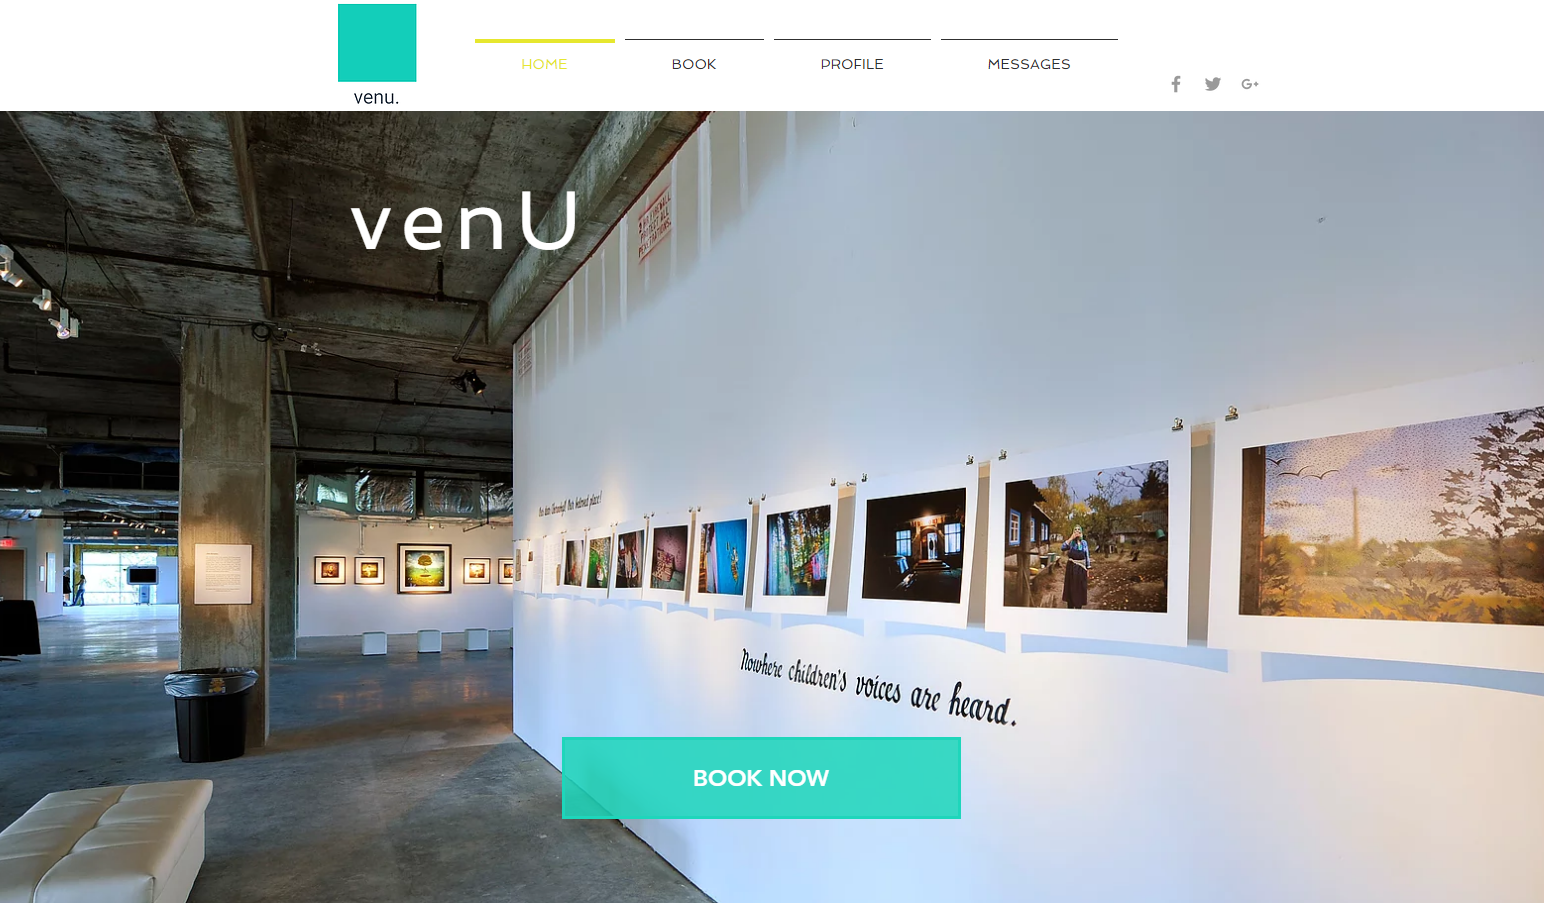 venu.
HOME
BOOK
PROFILE
MESSAGES
venU
Nowhere children's voices are heard.
BOOK NOW